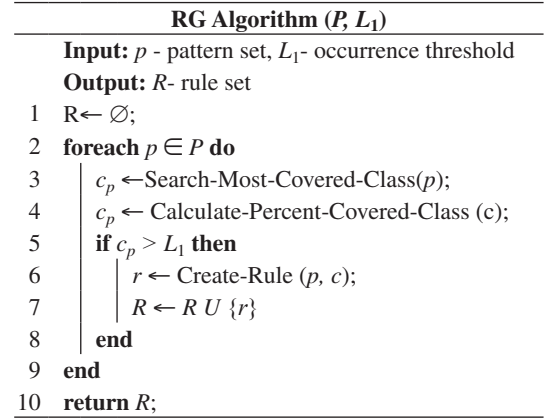 RG Algorithm (P, L₁)
Input: p - pattern set, L₁- occurrence threshold
Output: R- rule set
1 R← ∅;
2 foreach p ∈ P do
3 cₚ ←Search-Most-Covered-Class(p);
4 cₚ ← Calculate-Percent-Covered-Class (c);
5 if cₚ > L₁ then
6 r ← Create-Rule (p, c);
7 R ← R U {r}
8 end
9 end
10 return R;